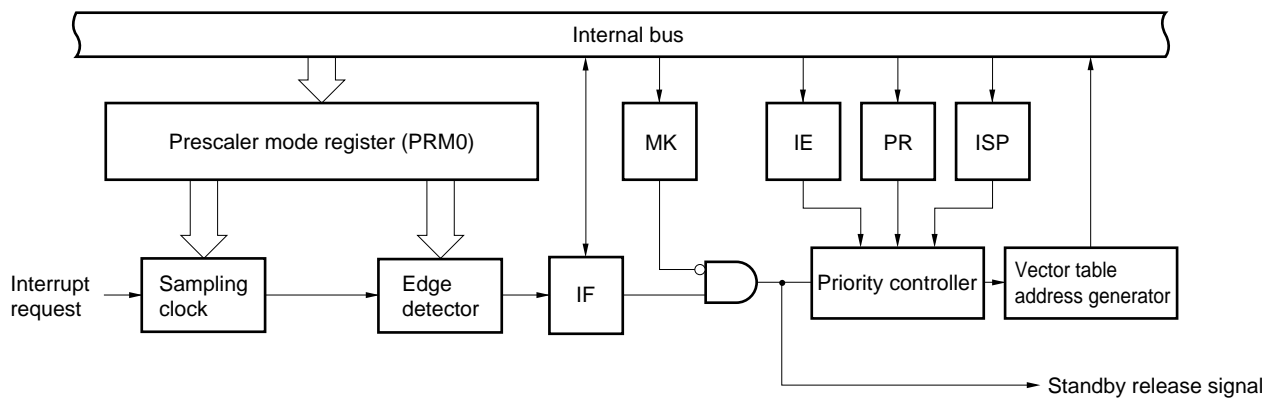 Internal bus
Prescaler mode register (PRM0)
MK
IE
PR
ISP
Interrupt
request
Sampling
clock
Edge
detector
IF
Priority controller
Vector table
address generator
Standby release signal